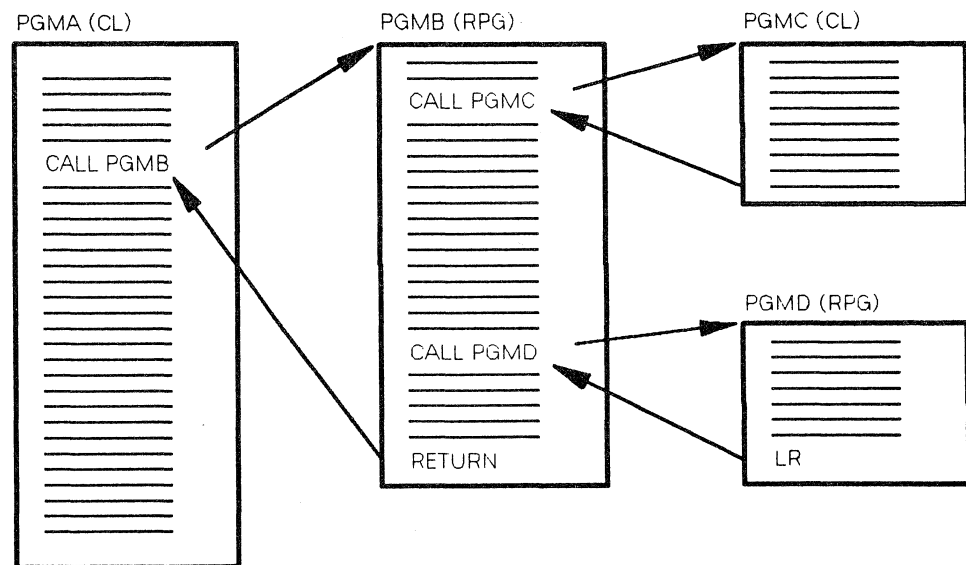 PGMA (CL)
CALL PGMB
PGMB (RPG)
CALL PGMC
CALL PGMD
RETURN
PGMC (CL)
PGMD (RPG)
LR